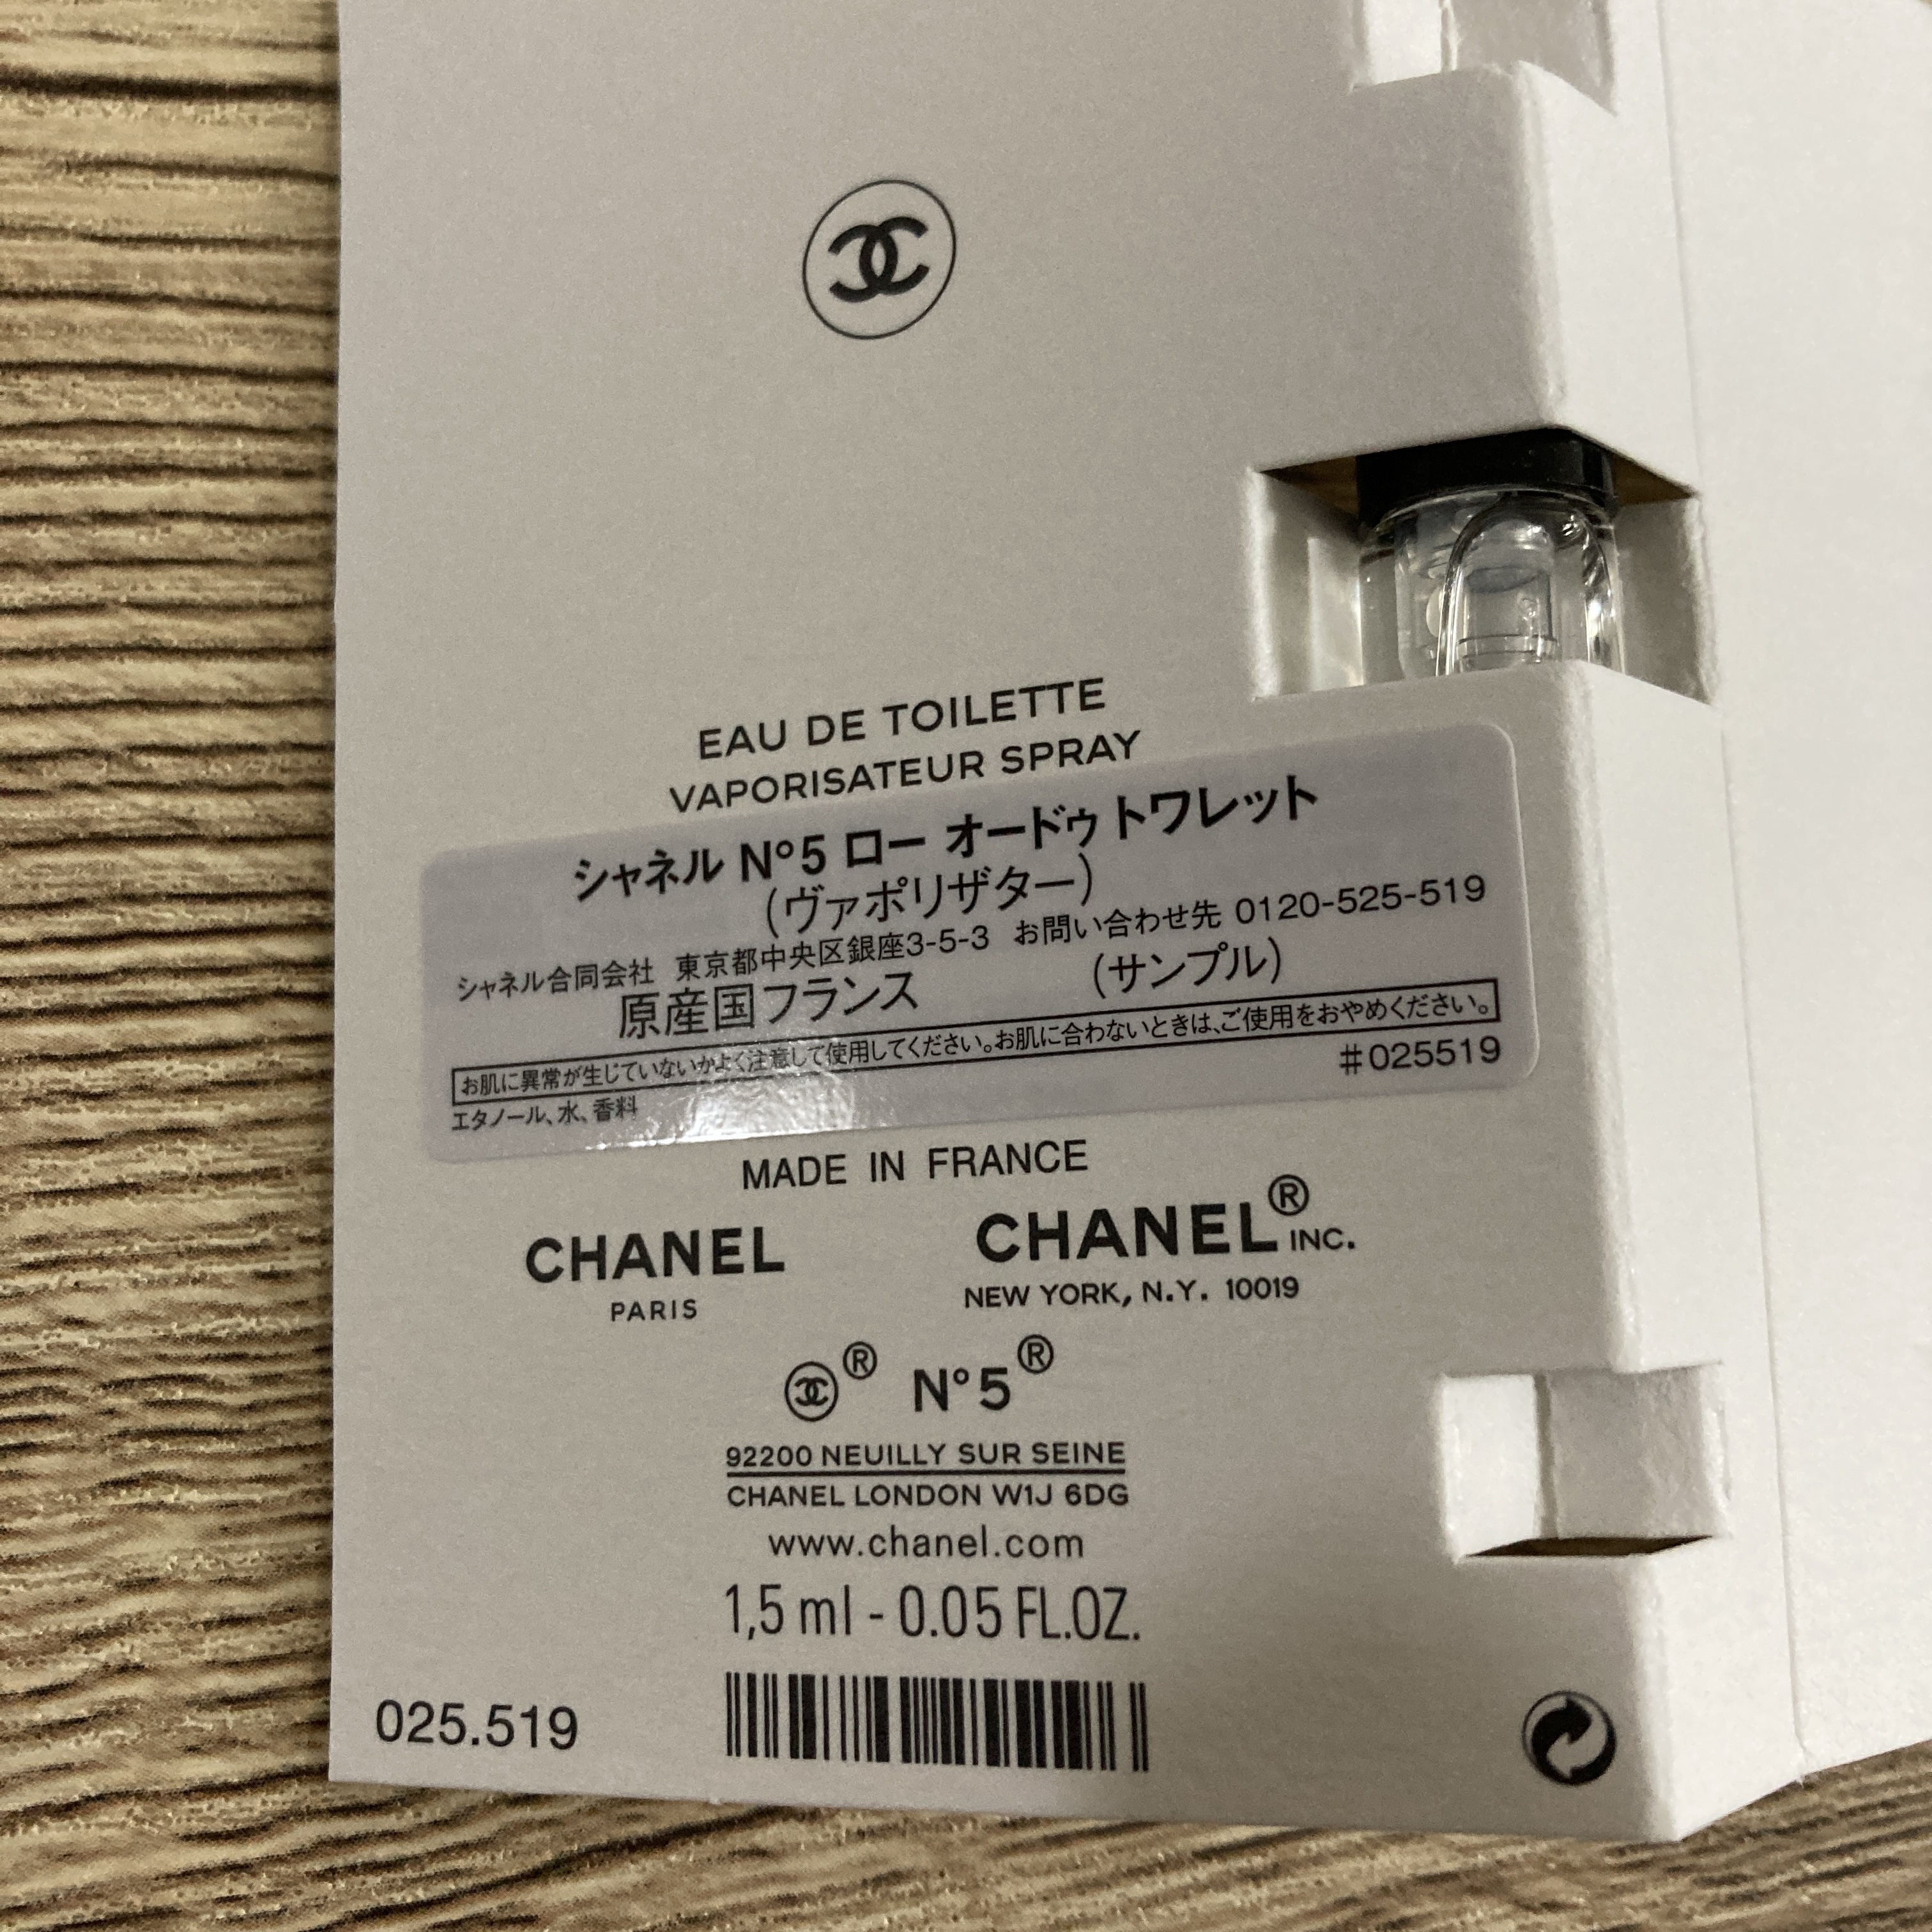 EAU DE TOILETTE
VAPORISATEUR SPRAY
シャネル N°5 ロー オードゥ トワレット
(ヴァポリザター)
シャネル合同会社 東京都中央区銀座3-5-3 お問い合わせ先 0120-525-519
原産国フランス (サンプル)
お肌に異常が生じていないかよく注意して使用してください。お肌に合わないときは、ご使用をおやめください。
エタノール、水、香料 #025519
MADE IN FRANCE
CHANEL CHANEL® INC.
PARIS NEW YORK, N.Y. 10019
® N°5®
92200 NEUILLY SUR SEINE
CHANEL LONDON W1J 6DG
www.chanel.com
1,5 ml - 0.05 FL.OZ.
025.519